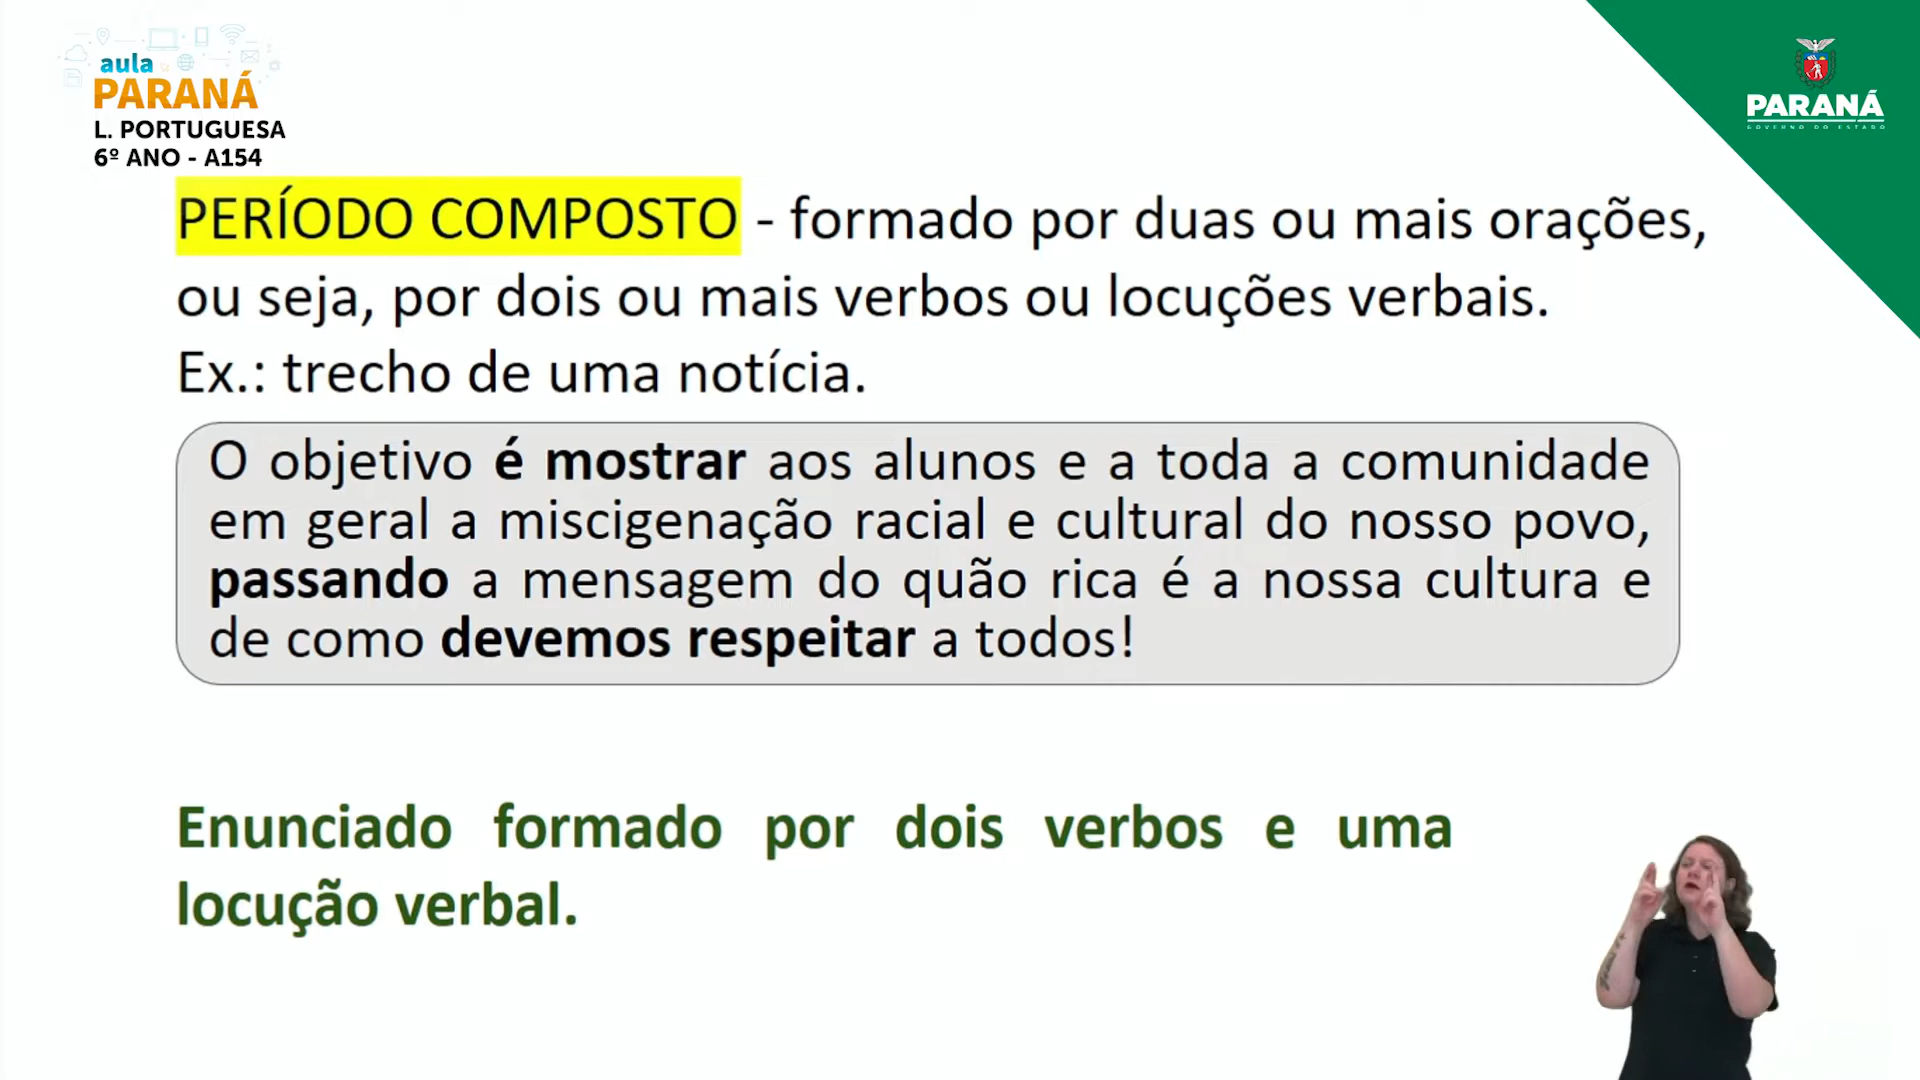 aula
PARANÁ
L. PORTUGUESA
6º ANO - A154
PARANÁ
GOVERNO DO ESTADO
PERÍODO COMPOSTO - formado por duas ou mais orações,
ou seja, por dois ou mais verbos ou locuções verbais.
Ex.: trecho de uma notícia.
O objetivo é mostrar aos alunos e a toda a comunidade
em geral a miscigenação racial e cultural do nosso povo,
passando a mensagem do quão rica é a nossa cultura e
de como devemos respeitar a todos!
Enunciado formado por dois verbos e uma
locução verbal.